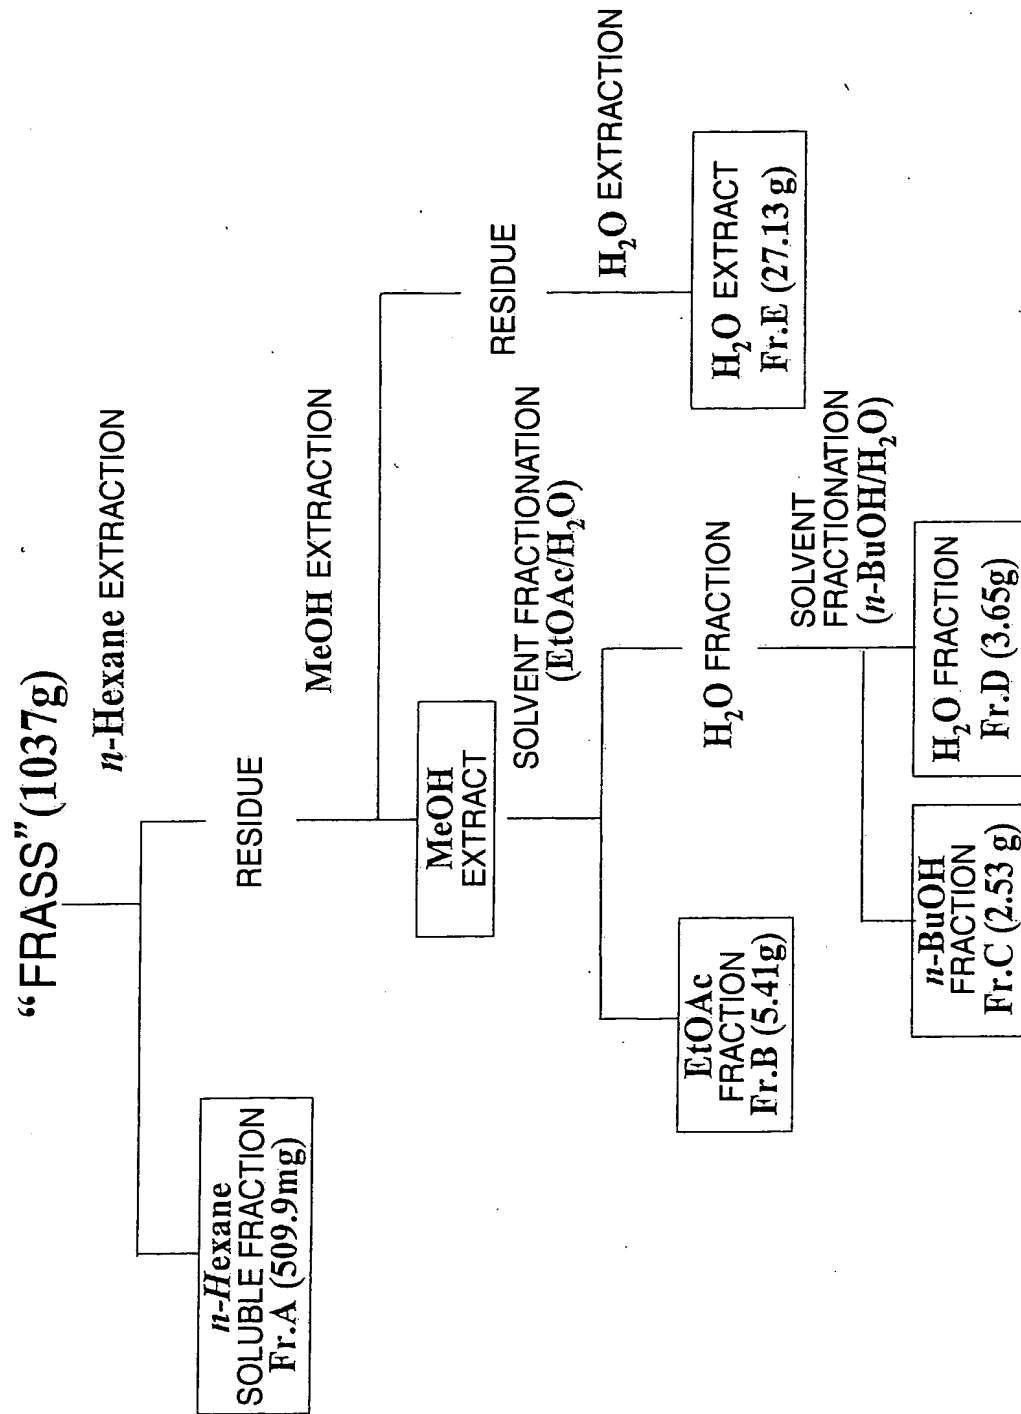 “FRASS” (1037g)
n-Hexane EXTRACTION
n-Hexane
SOLUBLE FRACTION
Fr.A (509.9mg)
RESIDUE
MeOH EXTRACTION
MeOH
EXTRACT
RESIDUE
SOLVENT FRACTIONATION
(EtOAc/H₂O)
H₂O EXTRACTION
EtOAc
FRACTION
Fr.B (5.41g)
H₂O FRACTION
H₂O EXTRACT
Fr.E (27.13 g)
SOLVENT
FRACTIONATION
(n-BuOH/H₂O)
n-BuOH
FRACTION
Fr.C (2.53 g)
H₂O FRACTION
Fr.D (3.65g)